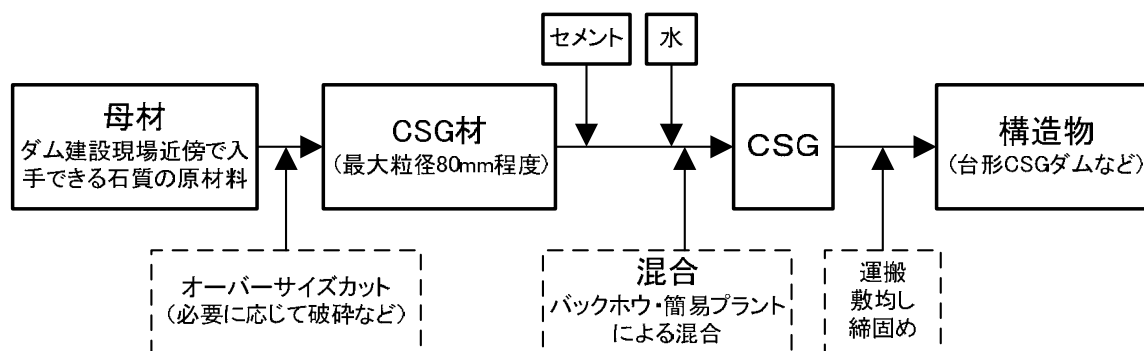 セメント
水
母材
ダム建設現場近傍で入
手できる石質の原材料
CSG材
(最大粒径80mm程度)
CSG
構造物
(台形CSGダムなど)
オーバーサイズカット
(必要に応じて破砕など)
混合
バックホウ・簡易プラント
による混合
運搬
敷均し
締固め